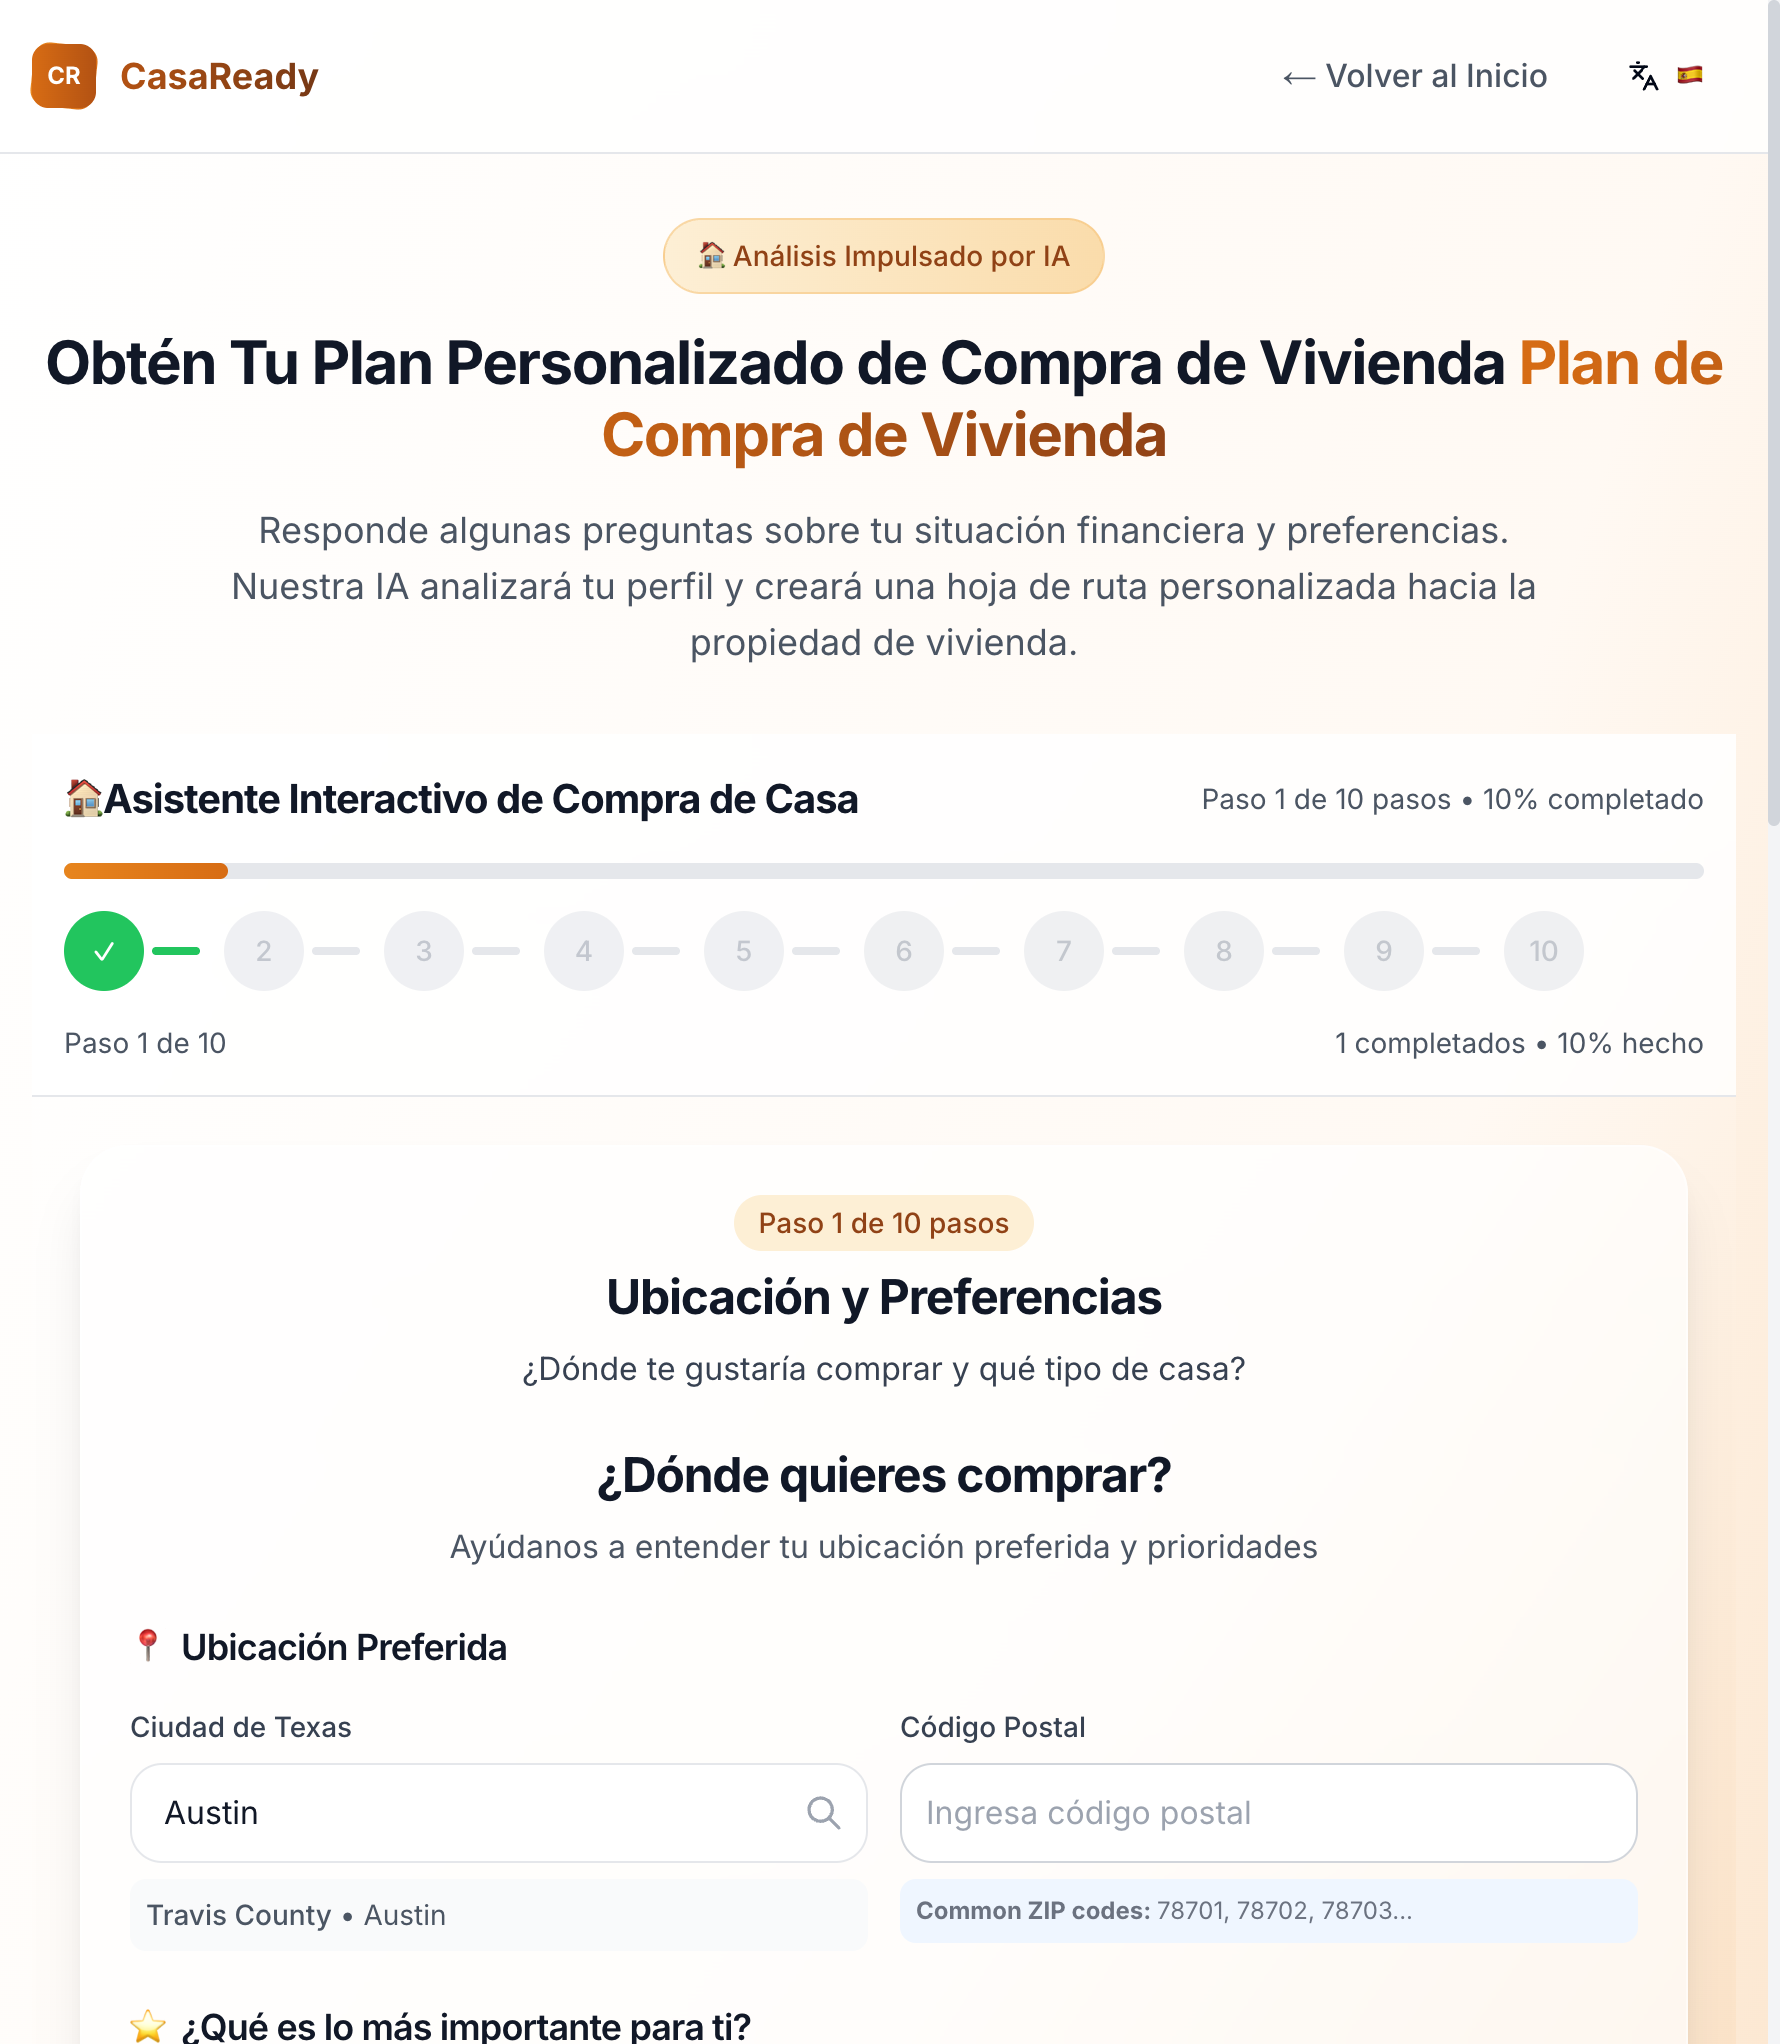 CR
CasaReady
← Volver al Inicio
Análisis Impulsado por IA
Obtén Tu Plan Personalizado de Compra de Vivienda Plan de
Compra de Vivienda
Responde algunas preguntas sobre tu situación financiera y preferencias.
Nuestra IA analizará tu perfil y creará una hoja de ruta personalizada hacia la
propiedad de vivienda.
Asistente Interactivo de Compra de Casa
Paso 1 de 10 pasos • 10% completado
✓ 2 3 4 5 6 7 8 9 10
Paso 1 de 10
1 completados • 10% hecho
Paso 1 de 10 pasos
Ubicación y Preferencias
¿Dónde te gustaría comprar y qué tipo de casa?
¿Dónde quieres comprar?
Ayúdanos a entender tu ubicación preferida y prioridades
Ubicación Preferida
Ciudad de Texas
Código Postal
Austin
Ingresa código postal
Travis County • Austin
Common ZIP codes: 78701, 78702, 78703...
¿Qué es lo más importante para ti?